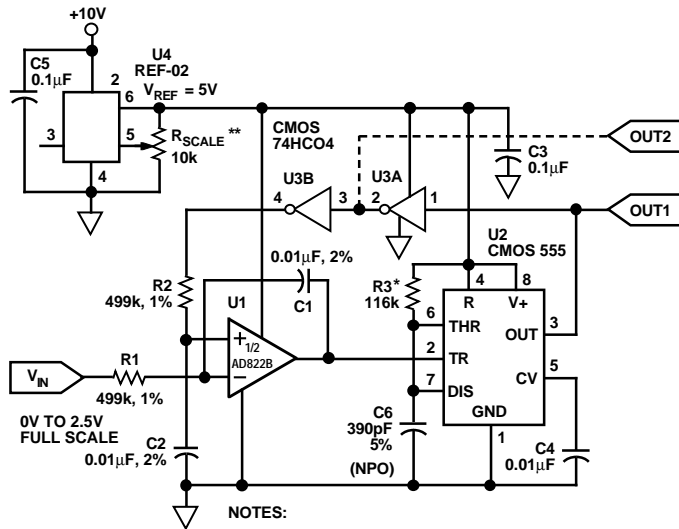 +10V
C5
0.1µF
U4
REF-02
VREF = 5V
2
6
3
5
4
RSCALE**
10k
CMOS
74HCO4
OUT2
C3
0.1µF
U3B
U3A
4
3
2
1
OUT1
U2
CMOS 555
0.01µF, 2%
C1
R2
499k, 1%
U1
R3*
116k
4
8
R
V+
6
THR
OUT
3
+
1/2
AD822B
–
2
TR
VIN
R1
499k, 1%
7
DIS
CV
5
0V TO 2.5V
FULL SCALE
C2
0.01µF, 2%
C6
390pF
5%
(NPO)
GND
1
C4
0.01µF
NOTES: